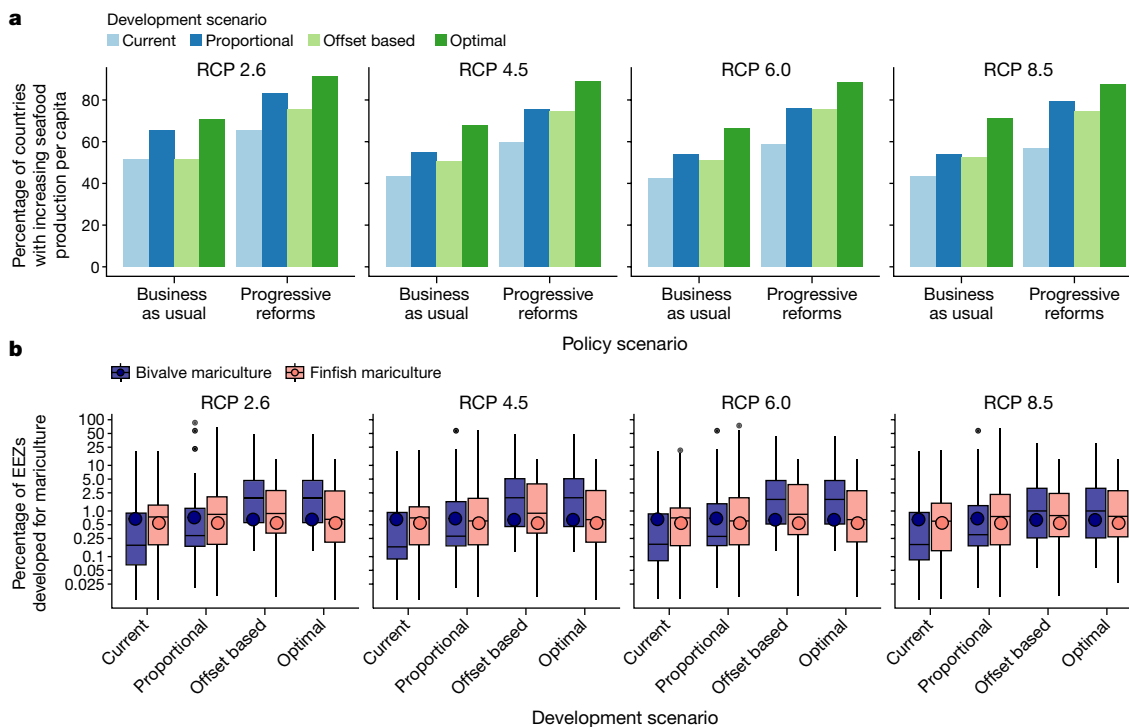 a
Development scenario
Current Proportional Offset based Optimal
Percentage of countries
with increasing seafood
production per capita
RCP 2.6 RCP 4.5 RCP 6.0 RCP 8.5
80
60
40
20
0
Business
as usual
Progressive
reforms
Business
as usual
Progressive
reforms
Business
as usual
Progressive
reforms
Business
as usual
Progressive
reforms
Policy scenario
b
Bivalve mariculture Finfish mariculture
Percentage of EEZs
developed for mariculture
RCP 2.6 RCP 4.5 RCP 6.0 RCP 8.5
100
50
25
10
5.0
2.5
1.0
0.5
0.25
0.1
0.05
0.025
Current Proportional Offset based Optimal
Current Proportional Offset based Optimal
Current Proportional Offset based Optimal
Current Proportional Offset based Optimal
Development scenario